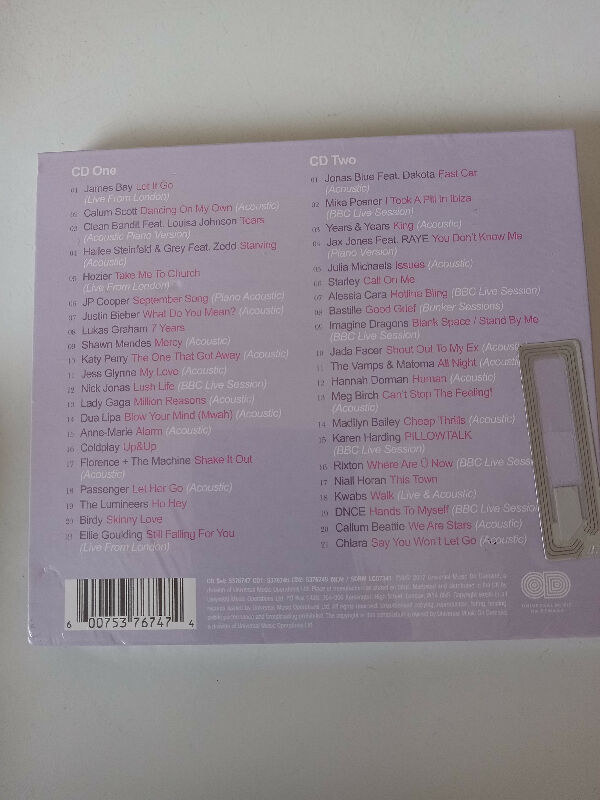 CD One
01 James Bay Let It Go
(Live From London)
02 Calum Scott Dancing On My Own (Acoustic)
03 Clean Bandit Feat. Louisa Johnson Tears
(Acoustic Piano Version)
04 Hailee Steinfeld & Grey Feat. Zedd Starving
(Acoustic)
05 Hozier Take Me To Church
(Live From London)
06 JP Cooper September Song (Piano Acoustic)
07 Justin Bieber What Do You Mean? (Acoustic)
08 Lukas Graham 7 Years
09 Shawn Mendes Mercy (Acoustic)
10 Katy Perry The One That Got Away (Acoustic)
11 Jess Glynne My Love (Acoustic)
12 Nick Jonas Lush Life (BBC Live Session)
13 Lady Gaga Million Reasons (Acoustic)
14 Dua Lipa Blow Your Mind (Mwah) (Acoustic)
15 Anne-Marie Alarm (Acoustic)
16 Coldplay Up&Up
17 Florence + The Machine Shake It Out
(Acoustic)
18 Passenger Let Her Go (Acoustic)
19 The Lumineers Ho Hey
20 Birdy Skinny Love
21 Ellie Goulding Still Falling For You
(Live From London)
CD Two
01 Jonas Blue Feat. Dakota Fast Car
(Acoustic)
02 Mike Posner I Took A Pill In Ibiza
(BBC Live Session)
03 Years & Years King (Acoustic)
04 Jax Jones Feat. RAYE You Don't Know Me
(Piano Version)
05 Julia Michaels Issues (Acoustic)
06 Starley Call On Me
07 Alessia Cara Hotline Bling (BBC Live Session)
08 Bastille Good Grief (Bunker Sessions)
09 Imagine Dragons Blank Space / Stand By Me
(BBC Live Session)
10 Jada Facer Shout Out To My Ex (Acoustic)
11 The Vamps & Matoma All Night (Acoustic)
12 Hannah Dorman Human (Acoustic)
13 Meg Birch Can't Stop The Feeling!
(Acoustic)
14 Madilyn Bailey Cheap Thrills (Acoustic)
15 Karen Harding PILLOWTALK
(BBC Live Session)
16 Rixton Where Are Ü Now (BBC Live Sess
17 Niall Horan This Town
18 Kwabs Walk (Live & Acoustic)
19 DNCE Hands To Myself (BBC Live Session)
20 Callum Beattie We Are Stars (Acoustic)
21 Chiara Say You Won't Let Go (Acoustic)
6 00753 76747 4
UNIVERSAL MUSIC
ON DEMAND